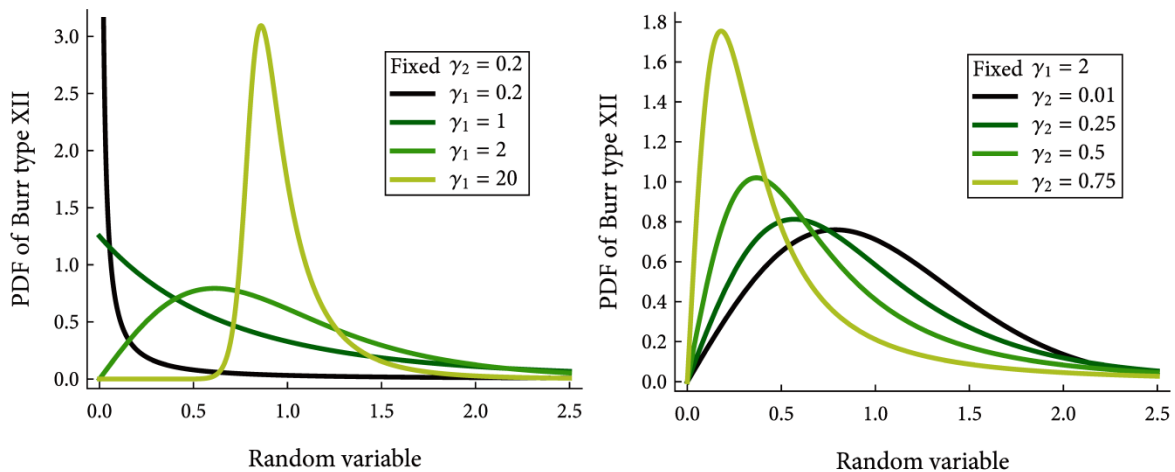 PDF of Burr type XII
3.0
2.5
2.0
1.5
1.0
0.5
0.0
Fixed γ₂ = 0.2
γ₁ = 0.2
γ₁ = 1
γ₁ = 2
γ₁ = 20
0.0 0.5 1.0 1.5 2.0 2.5
Random variable
PDF of Burr type XII
1.8
1.6
1.4
1.2
1.0
0.8
0.6
0.4
0.2
0.0
Fixed γ₁ = 2
γ₂ = 0.01
γ₂ = 0.25
γ₂ = 0.5
γ₂ = 0.75
0.0 0.5 1.0 1.5 2.0 2.5
Random variable